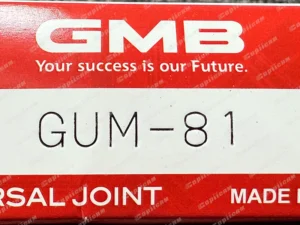 GMB
Your success is our Future.
GUM-81
RSAL JOINT MADE